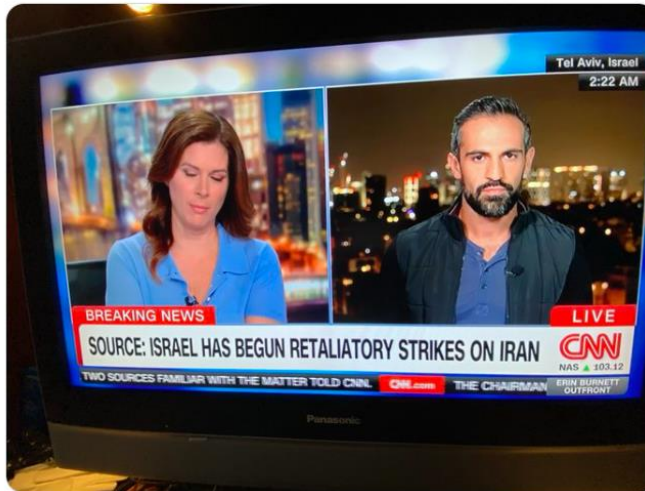 Tel Aviv, Israel
2:22 AM
BREAKING NEWS
LIVE
SOURCE: ISRAEL HAS BEGUN RETALIATORY STRIKES ON IRAN
CNN
NAS ▲ 103.12
TWO SOURCES FAMILIAR WITH THE MATTER TOLD CNN.
CNN.com
THE CHAIRMAN
ERIN BURNETT
OUTFRONT
Panasonic